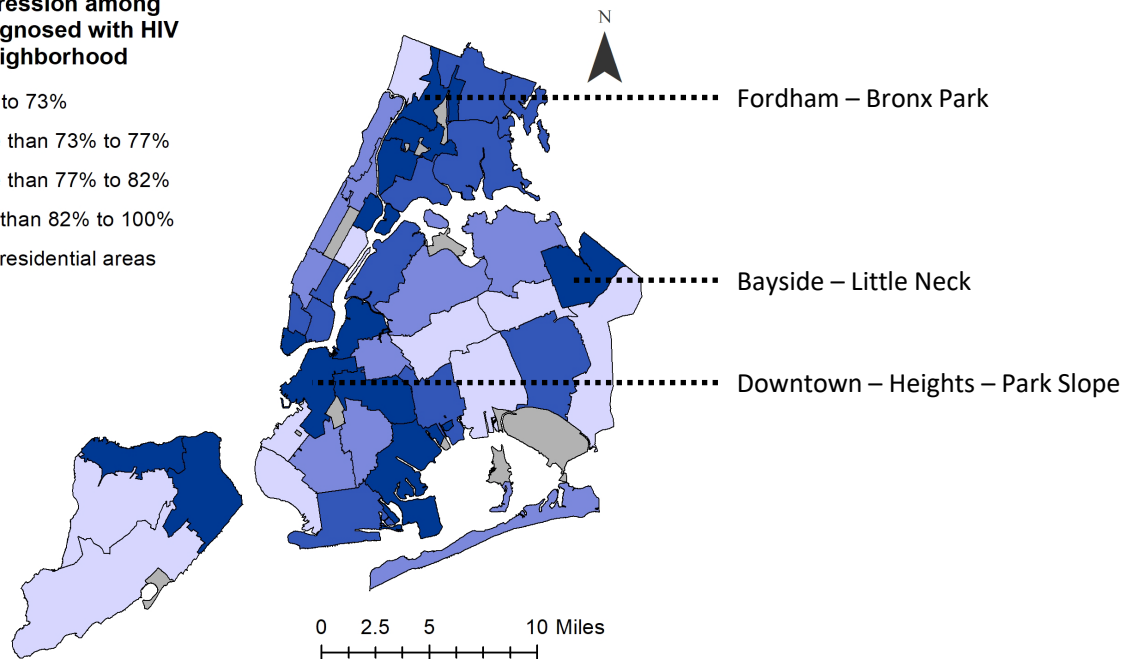 ression among
gnosed with HIV
ighborhood
to 73%
than 73% to 77%
than 77% to 82%
than 82% to 100%
residential areas
N
Fordham – Bronx Park
Bayside – Little Neck
Downtown – Heights – Park Slope
0 2.5 5 10 Miles